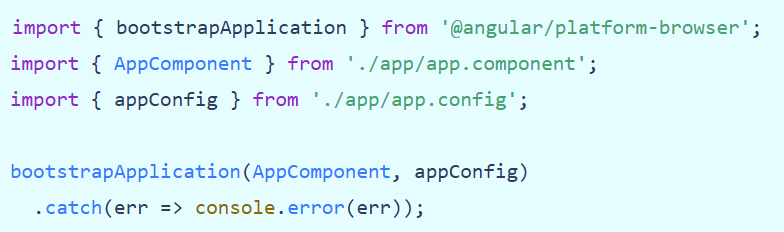 import { bootstrapApplication } from '@angular/platform-browser';
import { AppComponent } from './app/app.component';
import { appConfig } from './app/app.config';

bootstrapApplication(AppComponent, appConfig)
  .catch(err => console.error(err));